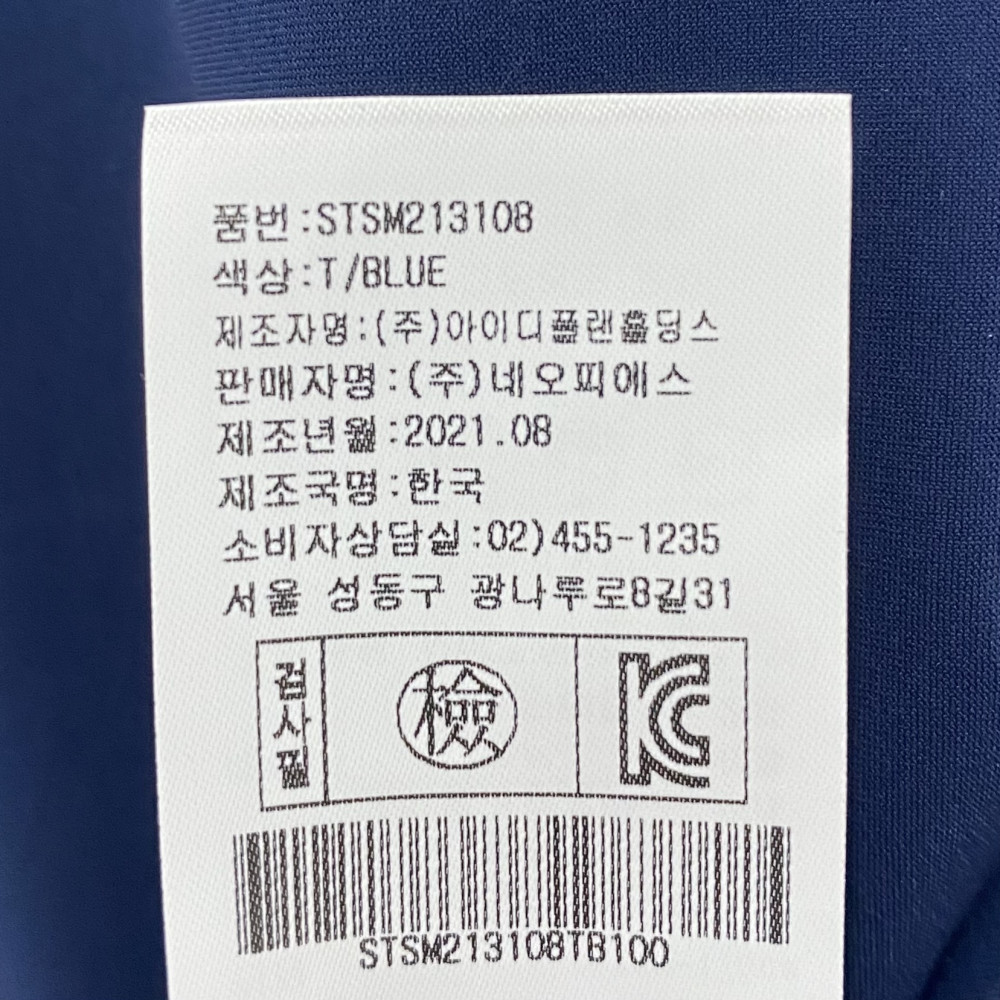 품번:STSM213108
색상:T/BLUE
제조자명:(주)아이디플랜홀딩스
판매자명:(주)네오피에스
제조년월:2021.08
제조국명:한국
소비자상담실:02)455-1235
서울 성동구 광나루로8길31
검사필
檢
KC
STSM213108TB100